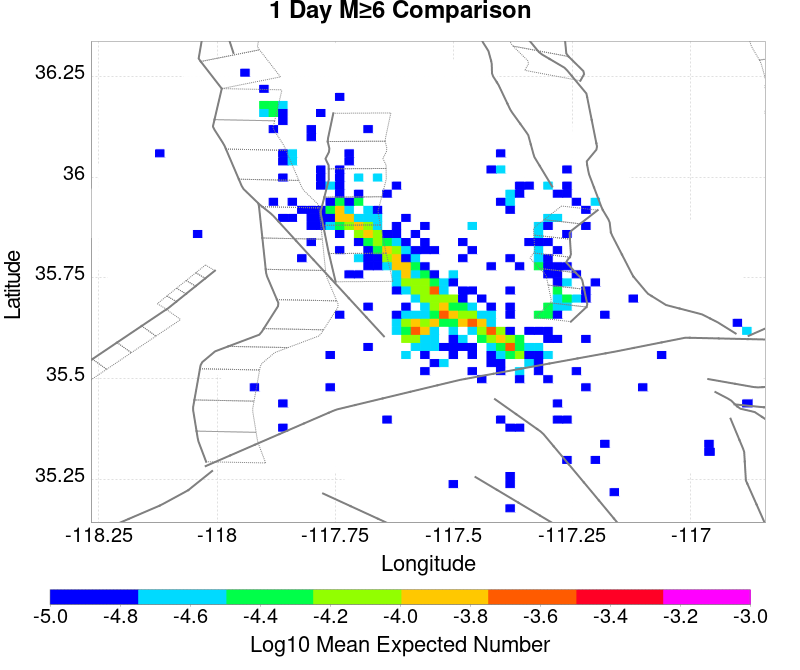 1 Day M≥6 Comparison
36.25
36
35.75
35.5
35.25
Latitude
-118.25 -118 -117.75 -117.5 -117.25 -117
Longitude
-5.0 -4.8 -4.6 -4.4 -4.2 -4.0 -3.8 -3.6 -3.4 -3.2 -3.0
Log10 Mean Expected Number